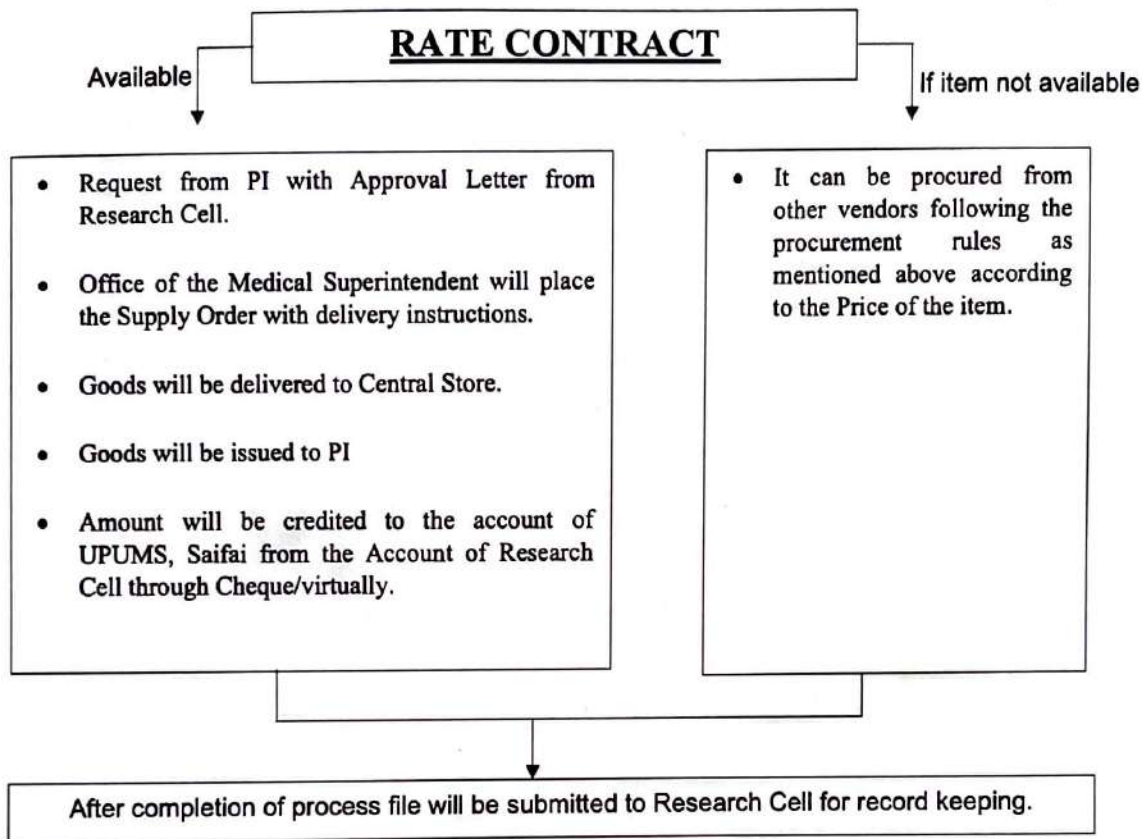 RATE CONTRACT
Available
If item not available
• Request from PI with Approval Letter from
Research Cell.
• Office of the Medical Superintendent will place
the Supply Order with delivery instructions.
• Goods will be delivered to Central Store.
• Goods will be issued to PI
• Amount will be credited to the account of
UPUMS, Saifai from the Account of Research
Cell through Cheque/virtually.
• It can be procured from
other vendors following the
procurement rules as
mentioned above according
to the Price of the item.
After completion of process file will be submitted to Research Cell for record keeping.